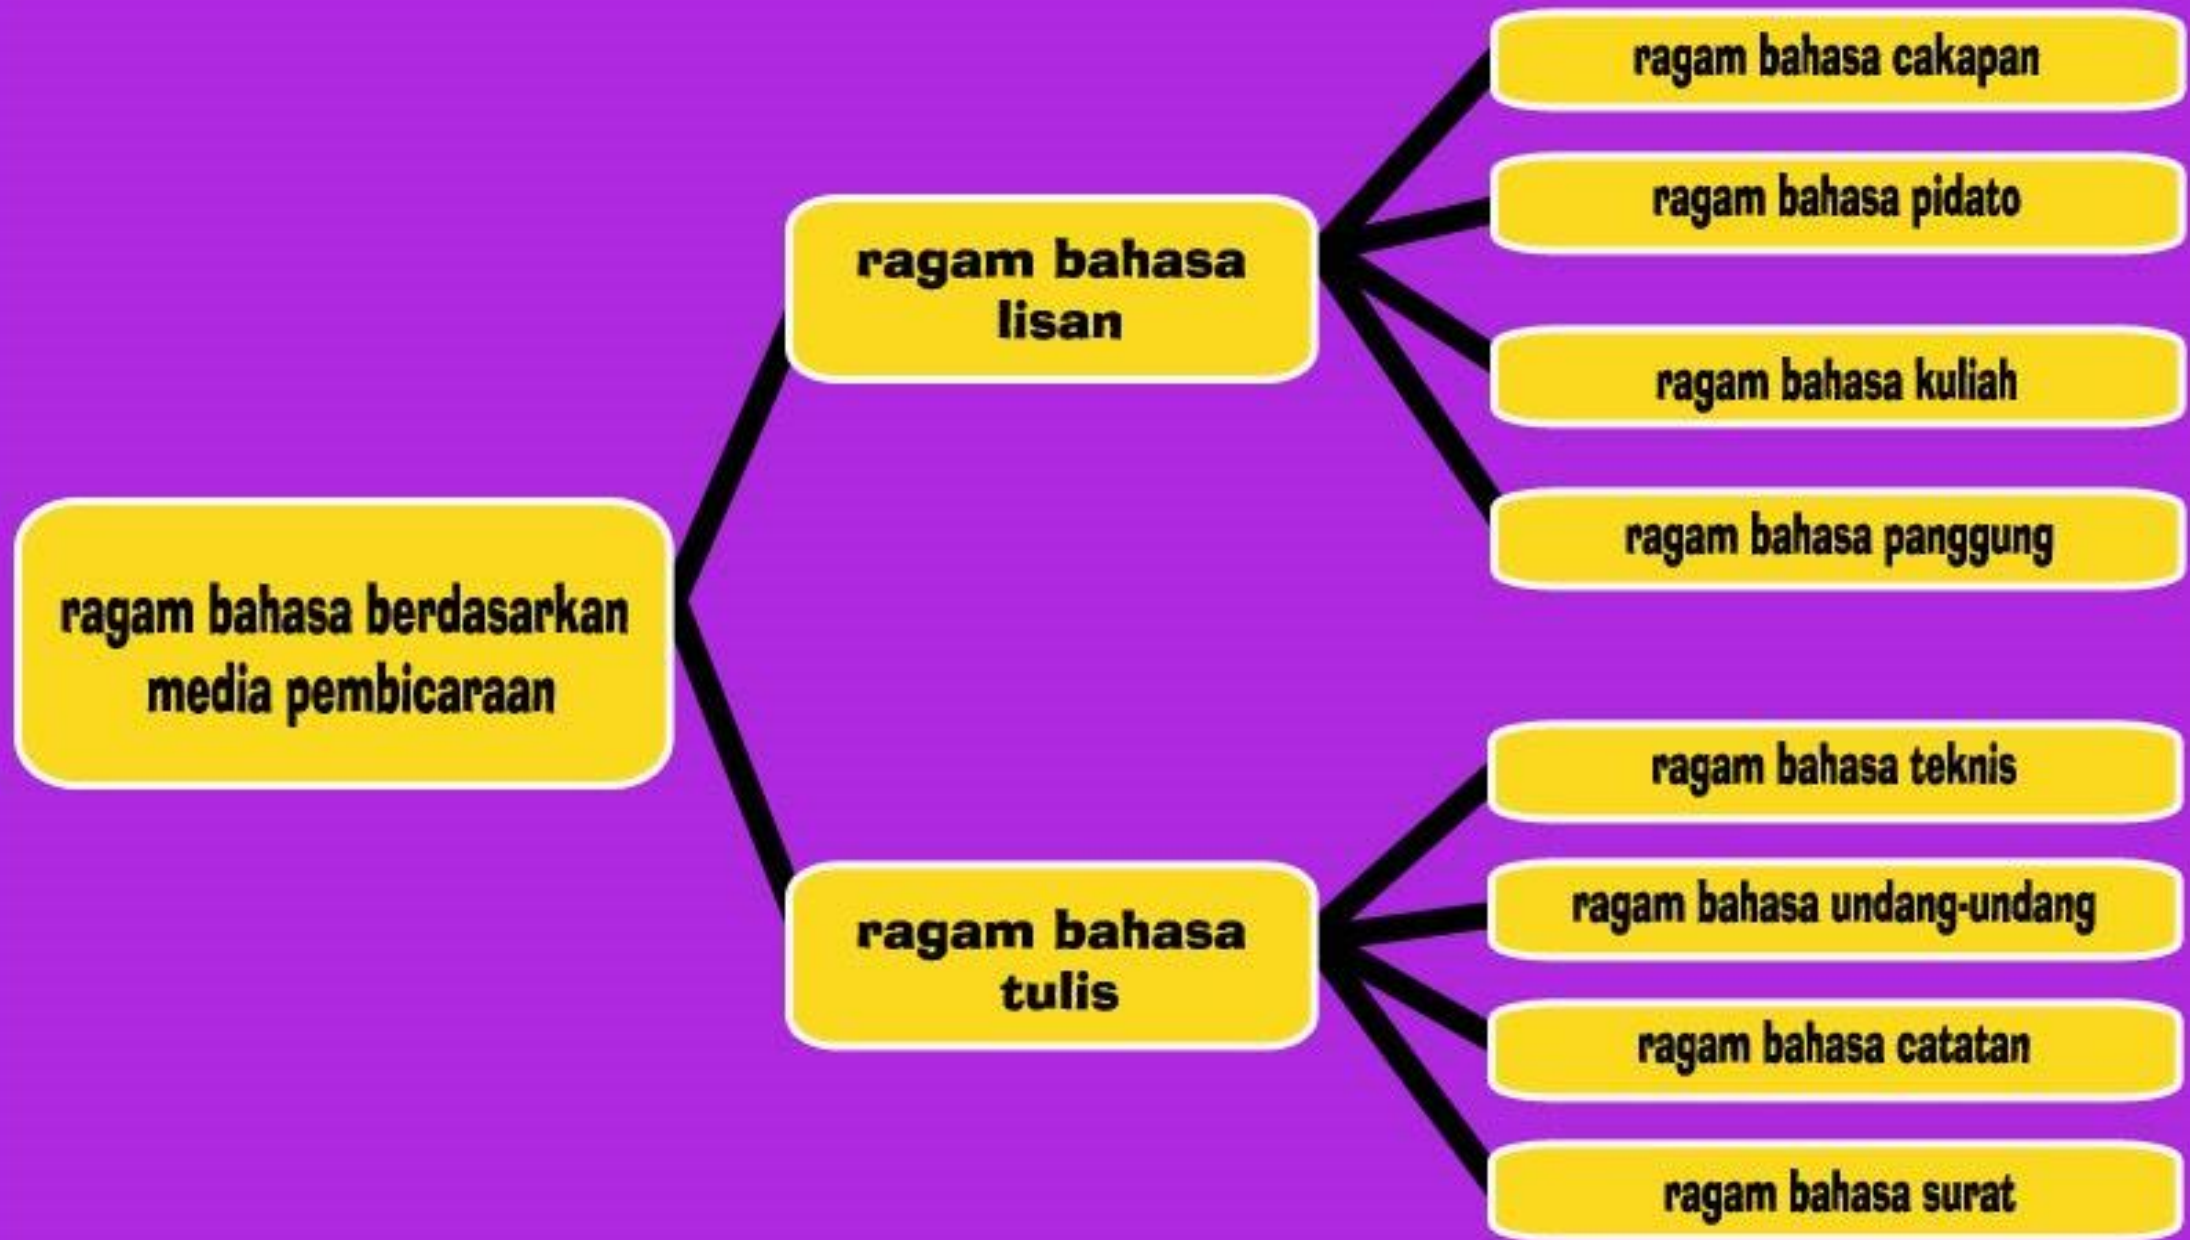 ragam bahasa berdasarkan
media pembicaraan
ragam bahasa
lisan
ragam bahasa cakapan
ragam bahasa pidato
ragam bahasa kuliah
ragam bahasa panggung
ragam bahasa
tulis
ragam bahasa teknis
ragam bahasa undang-undang
ragam bahasa catatan
ragam bahasa surat